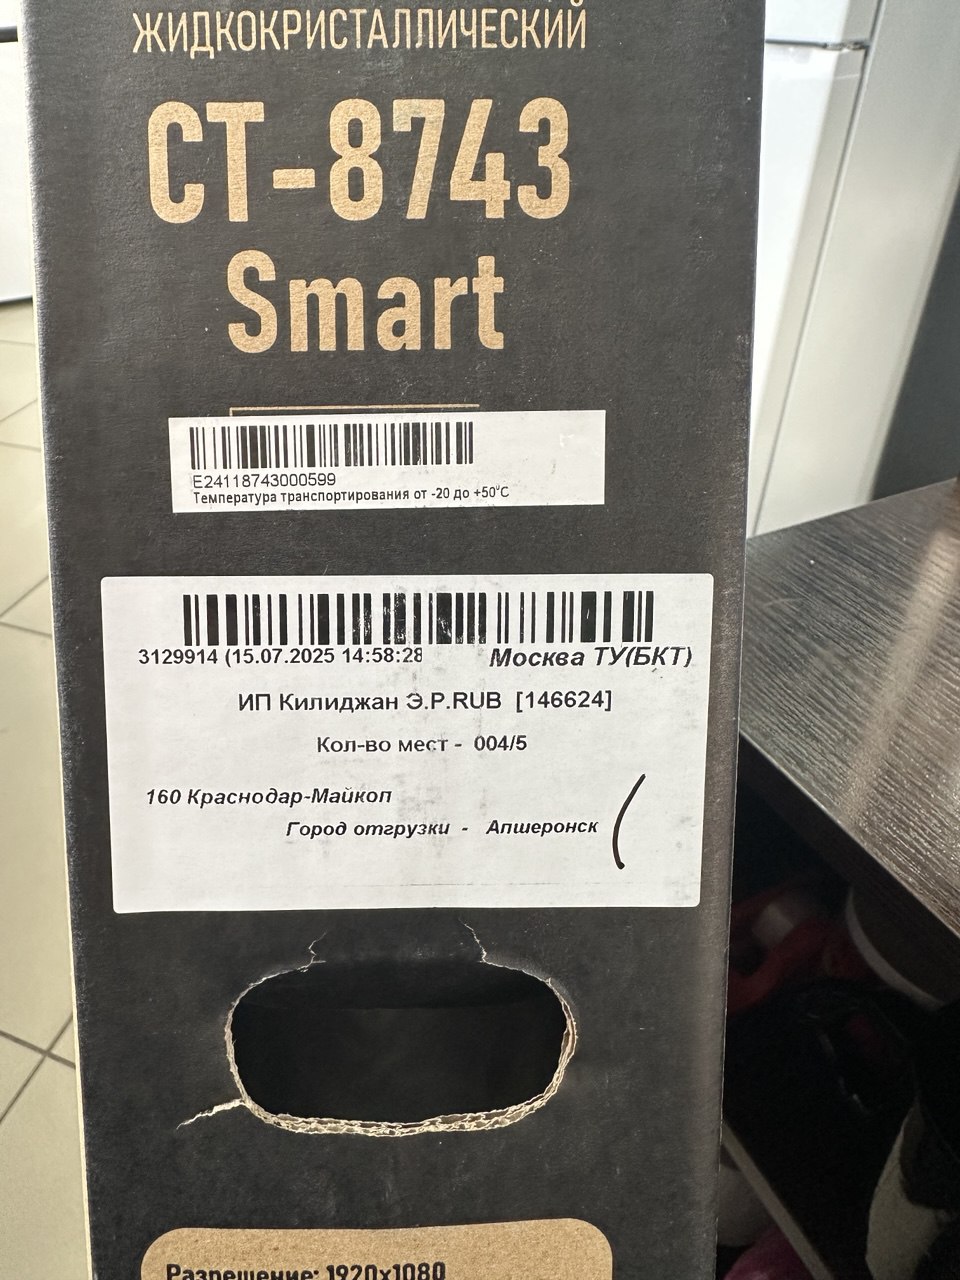 ЖИДКОКРИСТАЛЛИЧЕСКИЙ
CT-8743
Smart
E24118743000599
Температура транспортирования от -20 до +50°C
3129914 (15.07.2025 14:58:28
Москва ТУ(БКТ)
ИП Килиджан Э.Р.RUB [146624]
Кол-во мест - 004/5
160 Краснодар-Майкоп
Город отгрузки - Апшеронск
Разрешение: 1920x1080